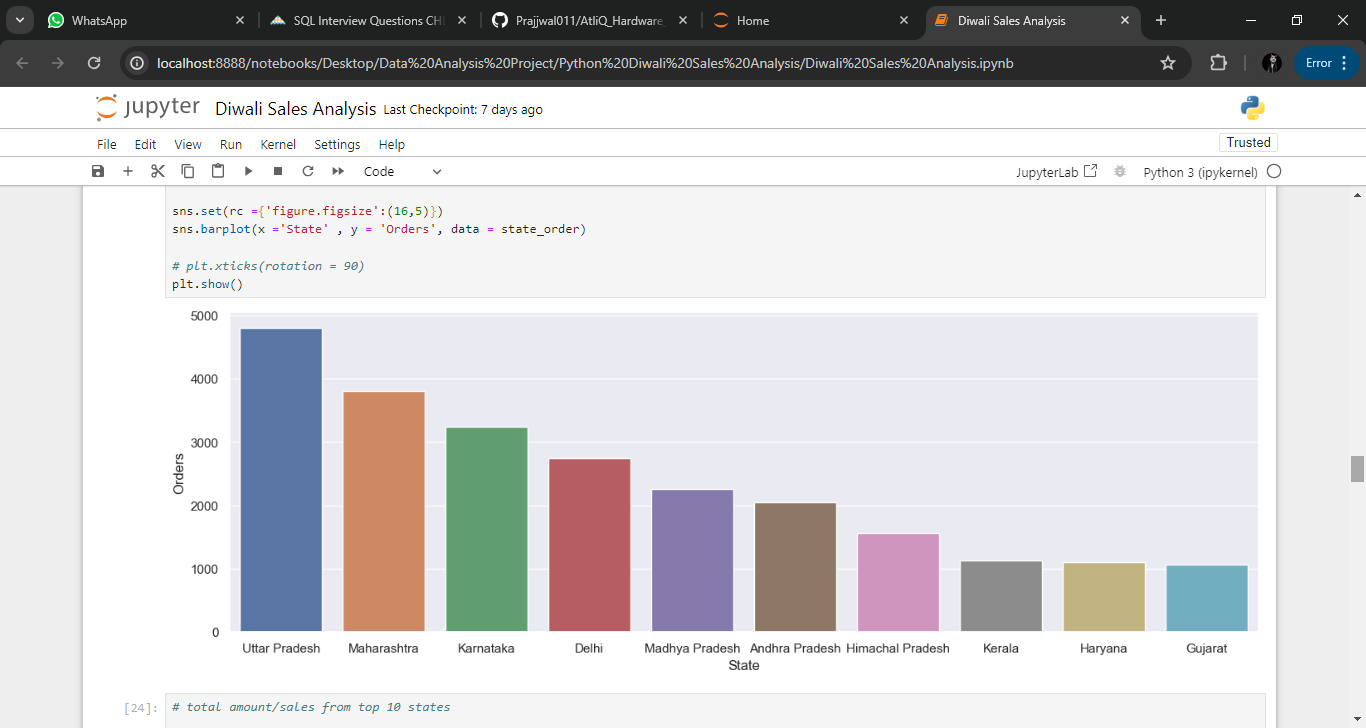 WhatsApp
SQL Interview Questions CH
Prajjwal011/AtliQ_Hardware_
Home
Diwali Sales Analysis
localhost:8888/notebooks/Desktop/Data%20Analysis%20Project/Python%20Diwali%20Sales%20Analysis/Diwali%20Sales%20Analysis.ipynb
Error
jupyter Diwali Sales Analysis Last Checkpoint: 7 days ago
File Edit View Run Kernel Settings Help
Trusted
Code
JupyterLab
Python 3 (ipykernel)
sns.set(rc ={'figure.figsize':(16,5)})
sns.barplot(x ='State' , y = 'Orders', data = state_order)
# plt.xticks(rotation = 90)
plt.show()
5000
4000
3000
2000
1000
0
Orders
Uttar Pradesh Maharashtra Karnataka Delhi Madhya Pradesh Andhra Pradesh Himachal Pradesh Kerala Haryana Gujarat
State
[24]: # total amount/sales from top 10 states